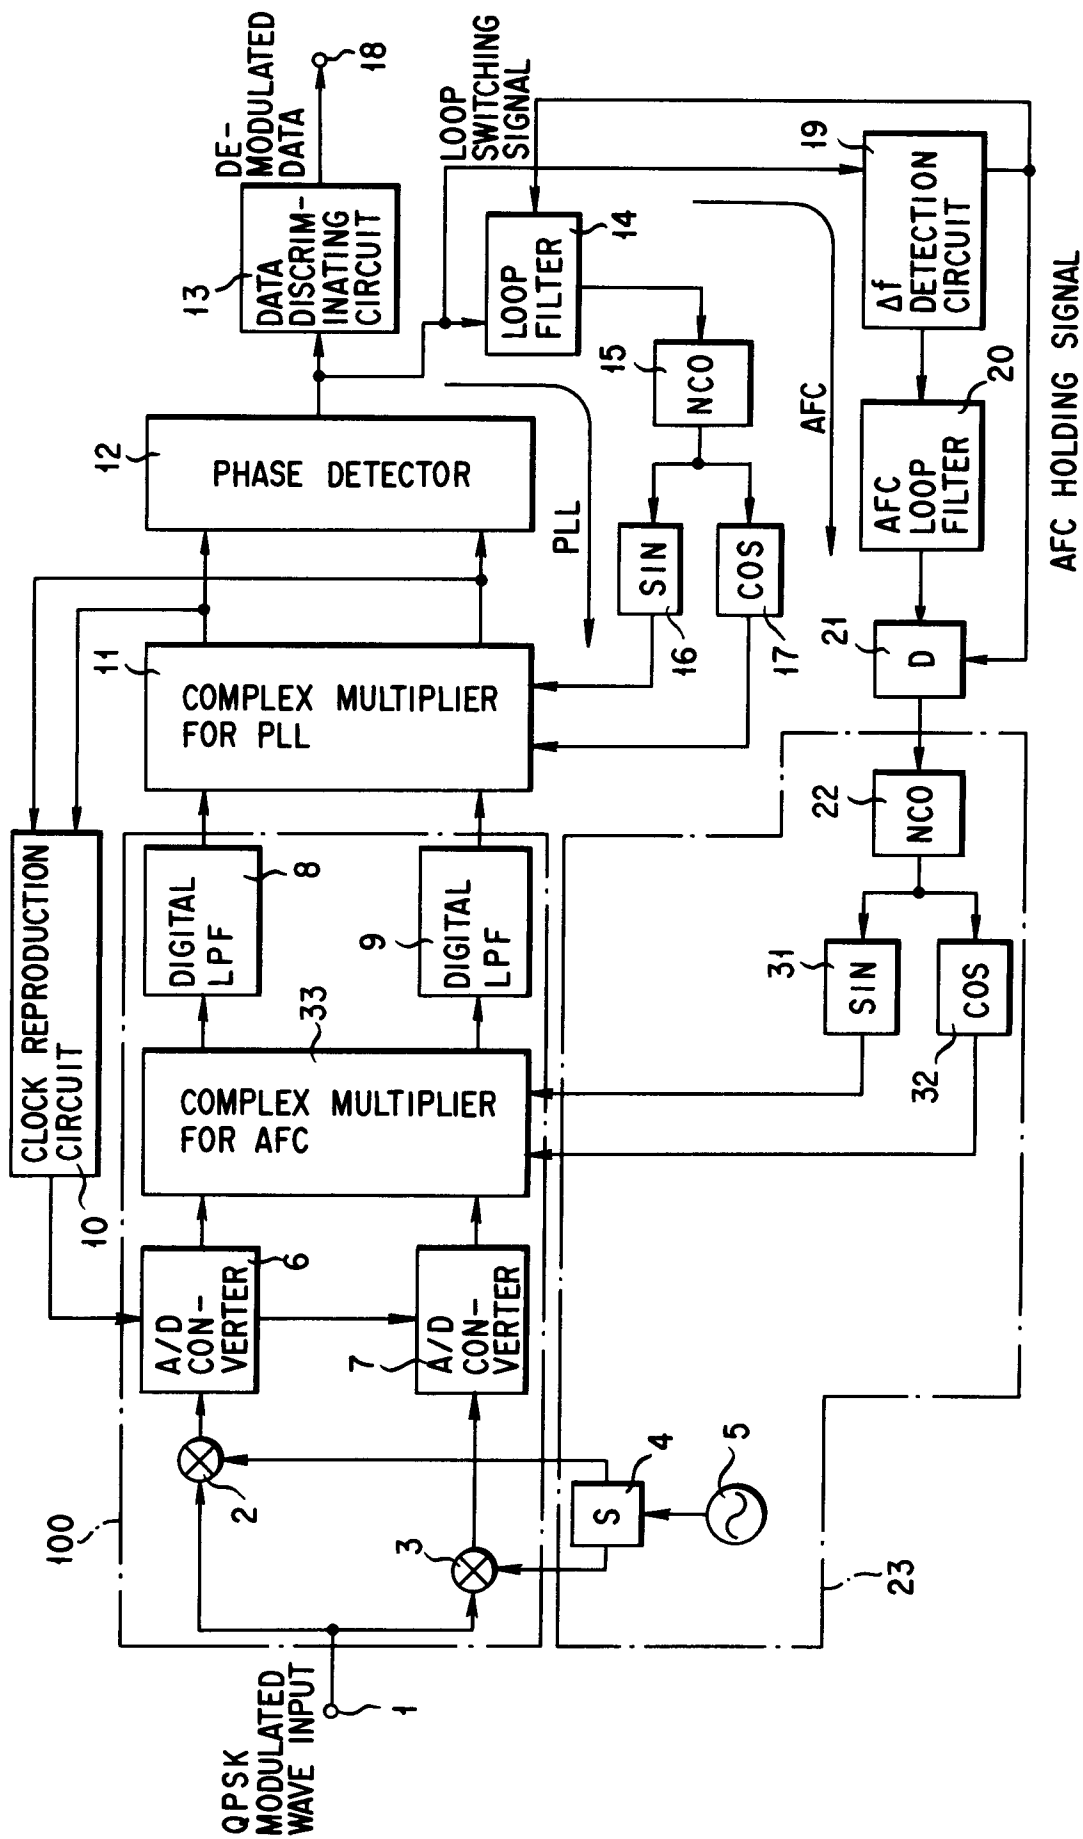 QPSK
MODULATED
WAVE INPUT
1
100
2
3
4
S
5
23
A/D
CON-
VERTER
6
7
A/D
CON-
VERTER
10
CLOCK REPRODUCTION
CIRCUIT
COMPLEX MULTIPLIER
FOR AFC
33
DIGITAL
LPF
8
9
DIGITAL
LPF
31
SIN
32
COS
22
NCO
11
COMPLEX MULTIPLIER
FOR PLL
16
SIN
17
COS
21
D
12
PHASE DETECTOR
PLL
15
NCO
AFC
AFC
LOOP
FILTER
20
13
DATA
DISCRIM-
INATING
CIRCUIT
DE-
MODULATED
DATA
18
LOOP
FILTER
14
LOOP
SWITCHING
SIGNAL
19
Δf
DETECTION
CIRCUIT
AFC HOLDING SIGNAL